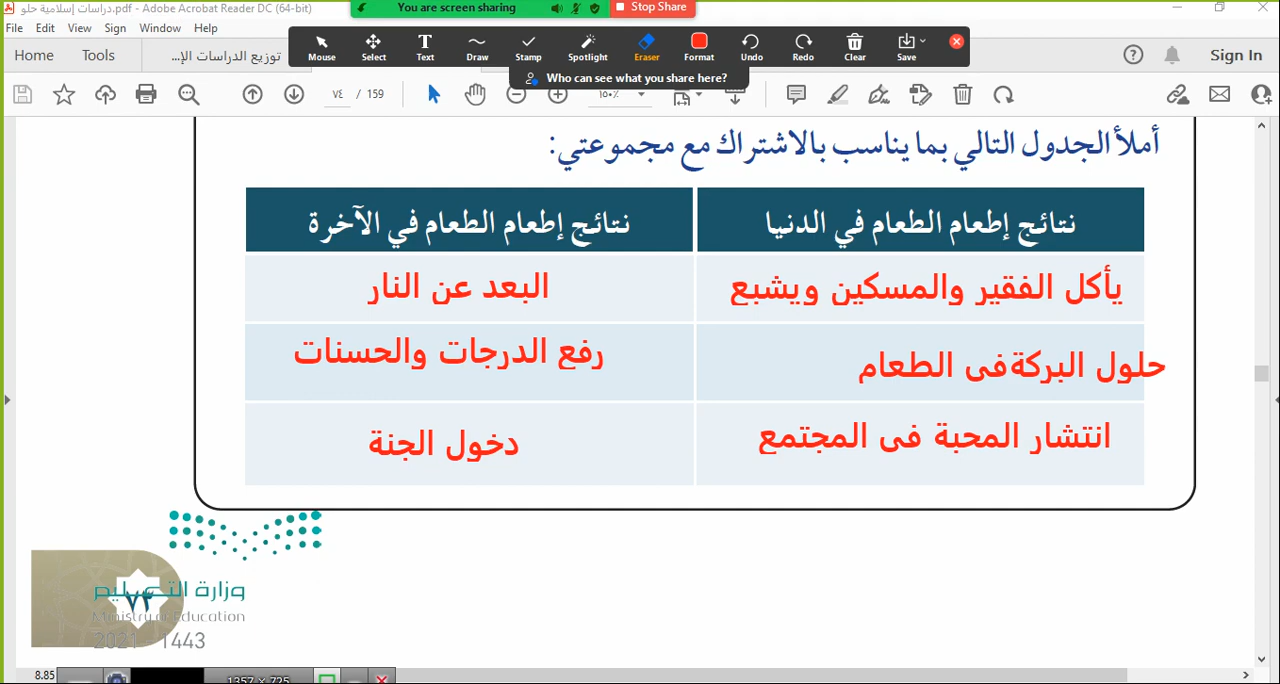 دراسات إسلامية حلو.pdf - Adobe Acrobat Reader DC (64-bit)
You are screen sharing
Stop Share
File Edit View Sign Window Help
Home Tools توزيع الدراسات الإ...
Mouse Select Text Draw Stamp Spotlight Eraser Format Undo Redo Clear Save
Sign In
Who can see what you share here?
٧٤ / 159
١٥٠٪
أملأ الجدول التالي بما يناسب بالاشتراك مع مجموعتي:
نتائج إطعام الطعام في الدنيا نتائج إطعام الطعام في الآخرة
يأكل الفقير والمسكين ويشبع البعد عن النار
حلول البركةفى الطعام رفع الدرجات والحسنات
انتشار المحبة فى المجتمع دخول الجنة
وزارة التعليم
٧٣
Ministry of Education
2021 - 1443
8.85
1357 × 725